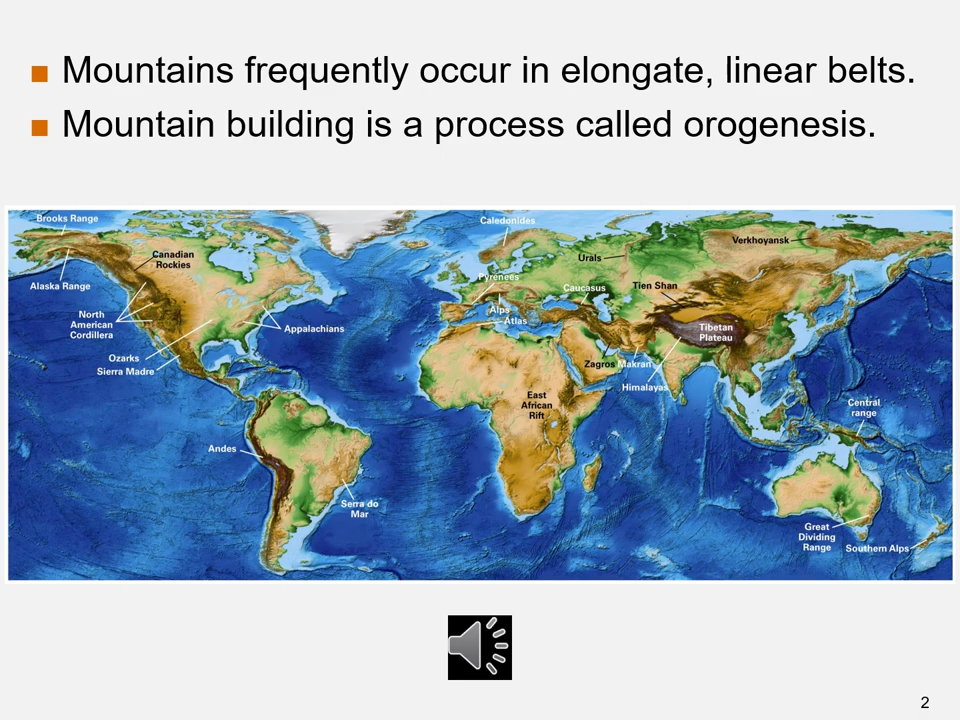 ■ Mountains frequently occur in elongate, linear belts.
■ Mountain building is a process called orogenesis.
Brooks Range
Caledonides
Verkhoyansk
Canadian
Rockies
Urals
Pyrenees
Alaska Range
Caucasus
Tien Shan
North
American
Cordillera
Alps
Atlas
Appalachians
Tibetan
Plateau
Ozarks
Sierra Madre
Zagros
Makran
Himalayas
East
African
Rift
Central
range
Andes
Serra do
Mar
Great
Dividing
Range
Southern Alps
2